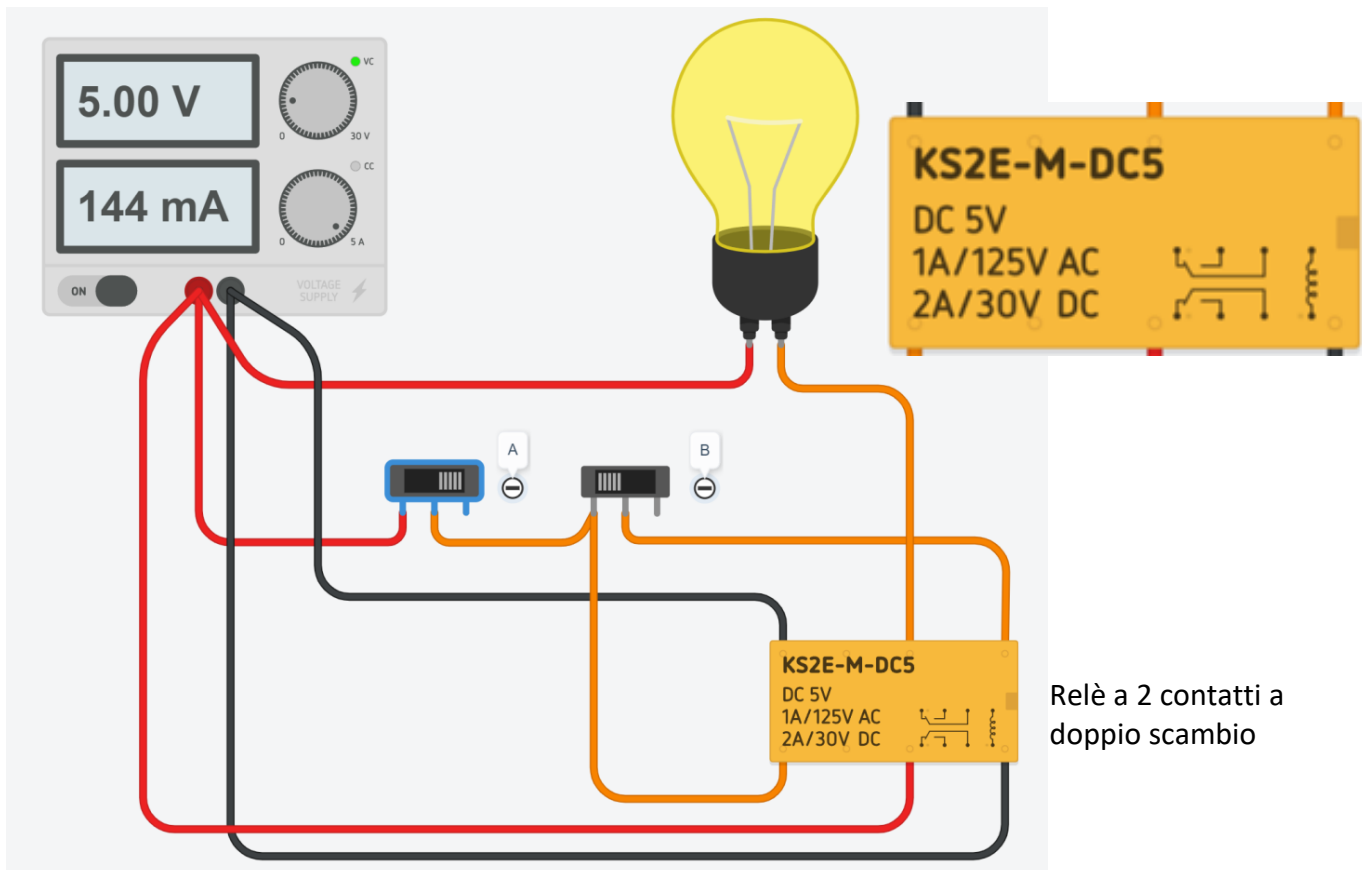 5.00 V
144 mA
VC
0
30 V
CC
0
5 A
ON
VOLTAGE
SUPPLY
KS2E-M-DC5
DC 5V
1A/125V AC
2A/30V DC
A
B
KS2E-M-DC5
DC 5V
1A/125V AC
2A/30V DC
Relè a 2 contatti a
doppio scambio